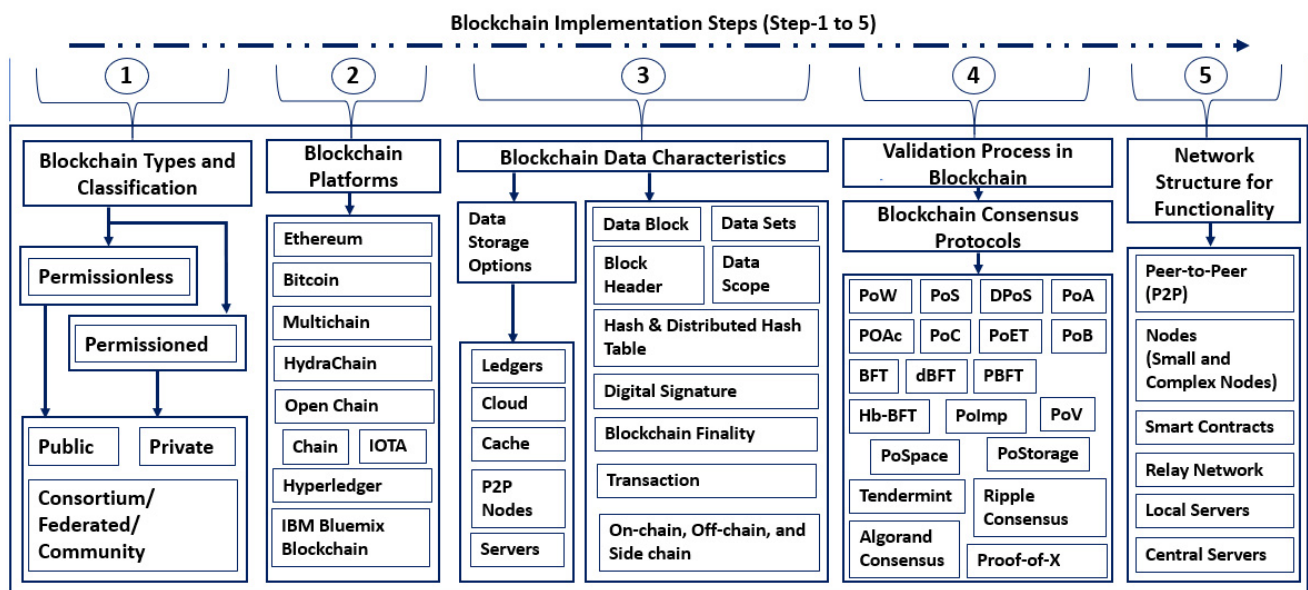 Blockchain Implementation Steps (Step-1 to 5)
1
2
3
4
5
Blockchain Types and
Classification
Permissionless
Permissioned
Public
Private
Consortium/
Federated/
Community
Blockchain
Platforms
Ethereum
Bitcoin
Multichain
HydraChain
Open Chain
Chain
IOTA
Hyperledger
IBM Bluemix
Blockchain
Blockchain Data Characteristics
Data
Storage
Options
Ledgers
Cloud
Cache
P2P
Nodes
Servers
Data Block
Data Sets
Block
Header
Data
Scope
Hash & Distributed Hash
Table
Digital Signature
Blockchain Finality
Transaction
On-chain, Off-chain, and
Side chain
Validation Process in
Blockchain
Blockchain Consensus
Protocols
PoW
PoS
DPoS
PoA
POAc
PoC
PoET
PoB
BFT
dBFT
PBFT
Hb-BFT
PoImp
PoV
PoSpace
PoStorage
Tendermint
Ripple
Consensus
Algorand
Consensus
Proof-of-X
Network
Structure for
Functionality
Peer-to-Peer
(P2P)
Nodes
(Small and
Complex Nodes)
Smart Contracts
Relay Network
Local Servers
Central Servers